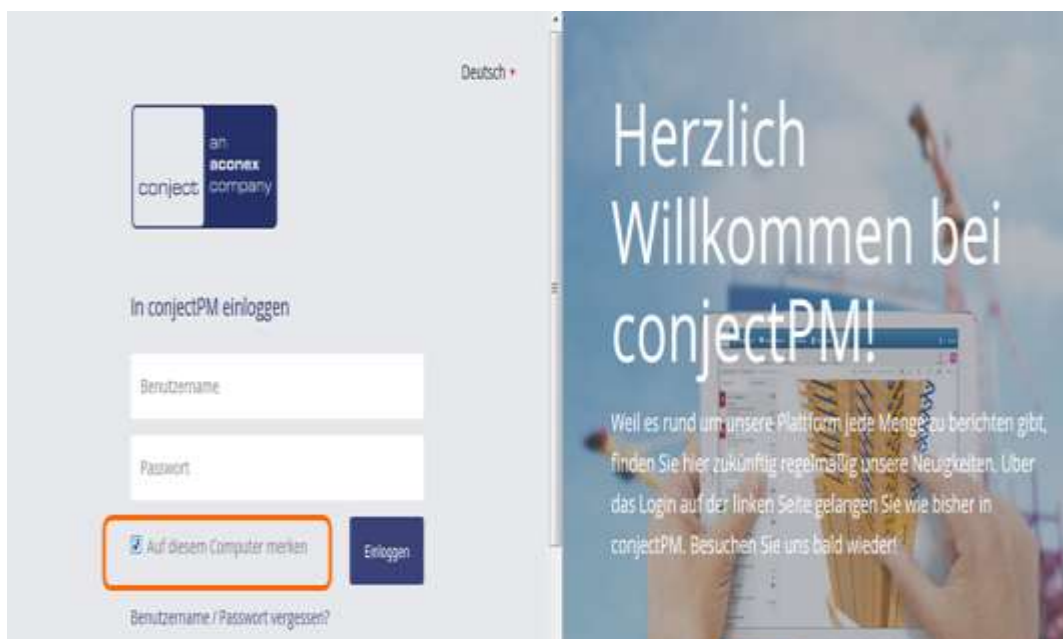 Deutsch
conject
an
aconex
company
In conjectPM einloggen
Benutzername
Passwort
Auf diesem Computer merken
Einloggen
Benutzername / Passwort vergessen?
Herzlich
Willkommen bei
conjectPM!
Weil es rund um unsere Plattform jede Menge zu berichten gibt,
finden Sie hier zukünftig regelmäßig unsere Neuigkeiten. Über
das Login auf der linken Seite gelangen Sie wie bisher in
conjectPM. Besuchen Sie uns bald wieder!